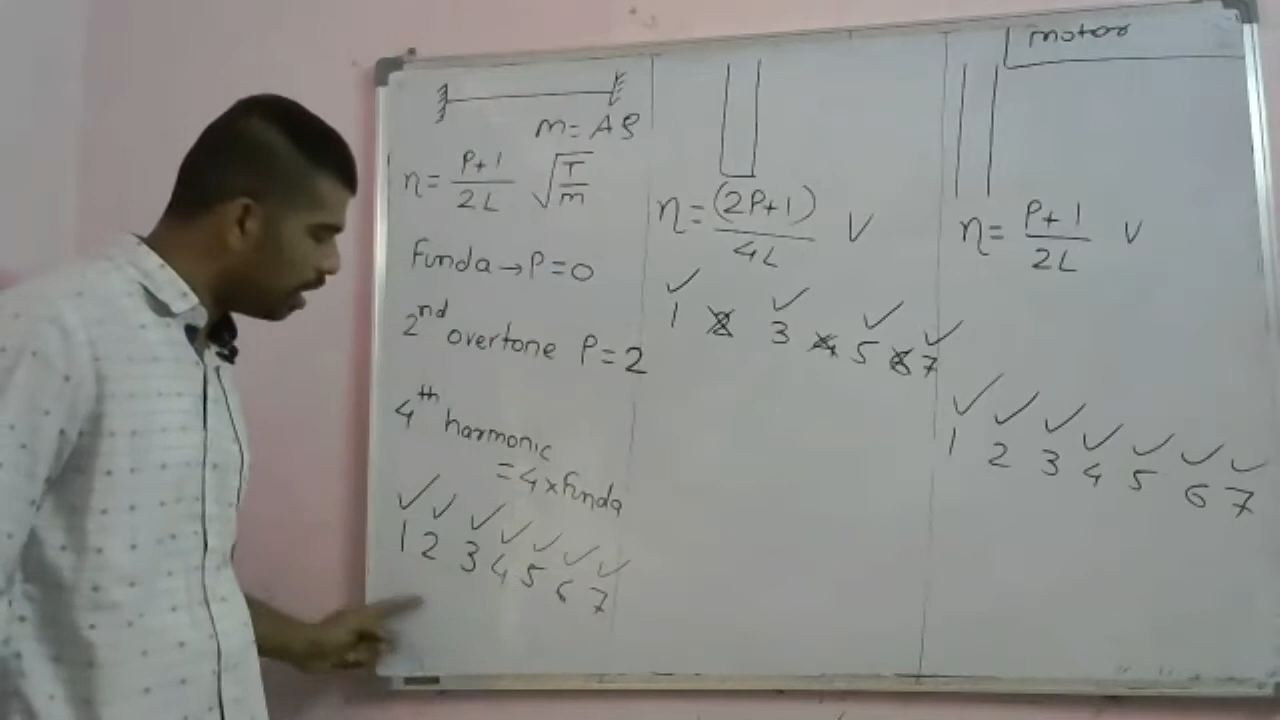 m = Aρ
n = P+1 / 2L √T/m
Funda → P = 0
2nd overtone P = 2
4th harmonic
= 4 x Funda
✓ ✓ ✓ ✓ ✓ ✓ ✓
1 2 3 4 5 6 7
n = (2P+1) / 4L V
✓ ✓ ✓ ✓
1 2 3 4 5 6 7
motor
n = P+1 / 2L V
✓ ✓ ✓ ✓ ✓ ✓ ✓
1 2 3 4 5 6 7